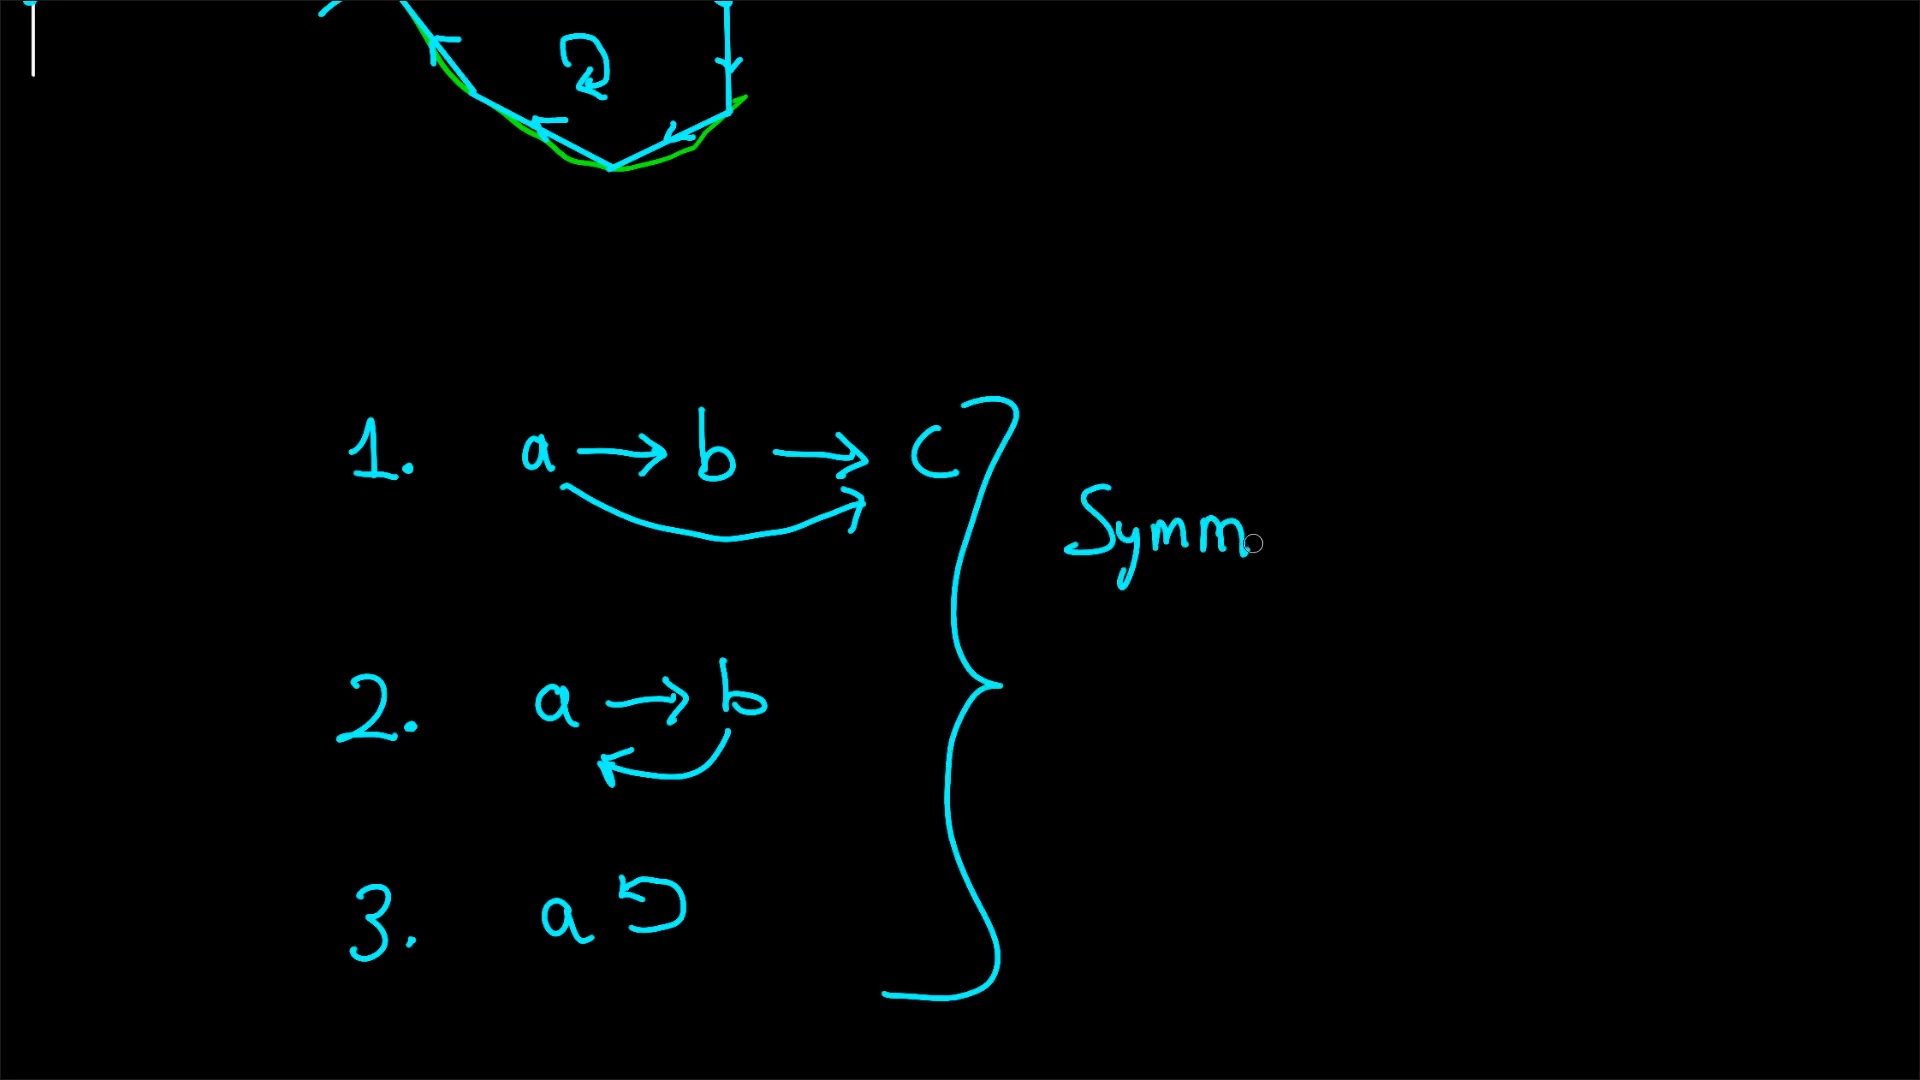 1. a → b → c
Symm
2. a → b
3. a